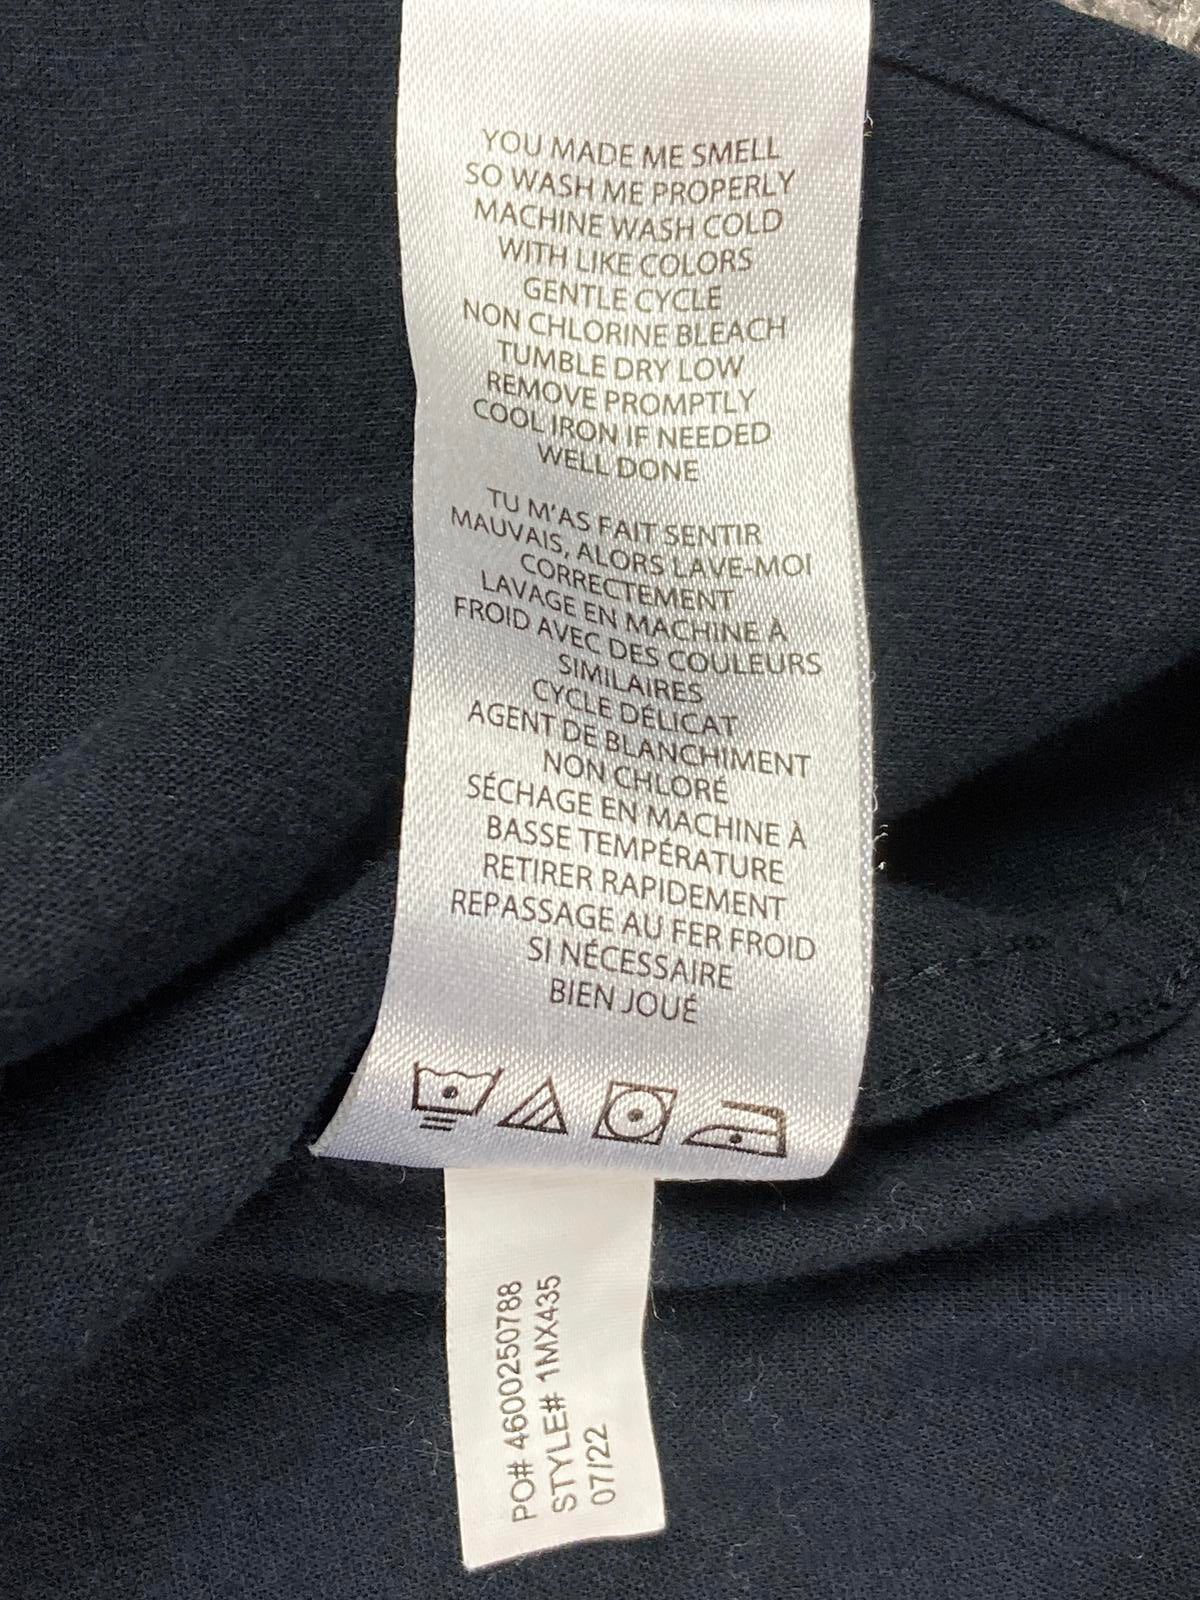 YOU MADE ME SMELL
SO WASH ME PROPERLY
MACHINE WASH COLD
WITH LIKE COLORS
GENTLE CYCLE
NON CHLORINE BLEACH
TUMBLE DRY LOW
REMOVE PROMPTLY
COOL IRON IF NEEDED
WELL DONE
TU M'AS FAIT SENTIR
MAUVAIS, ALORS LAVE-MOI
CORRECTEMENT
LAVAGE EN MACHINE À
FROID AVEC DES COULEURS
SIMILAIRES
CYCLE DÉLICAT
AGENT DE BLANCHIMENT
NON CHLORÉ
SÉCHAGE EN MACHINE À
BASSE TEMPÉRATURE
RETIRER RAPIDEMENT
REPASSAGE AU FER FROID
SI NÉCESSAIRE
BIEN JOUÉ
PO# 4600250788
STYLE# 1MX435
07/22